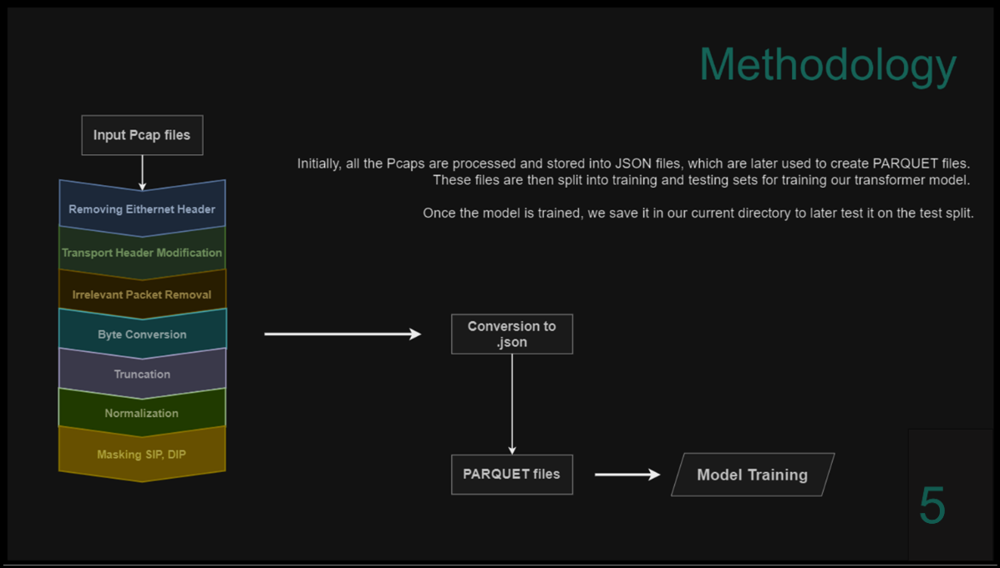 Methodology
Input Pcap files
Removing Eithernet Header
Transport Header Modification
Irrelevant Packet Removal
Byte Conversion
Truncation
Normalization
Masking SIP, DIP
Initially, all the Pcaps are processed and stored into JSON files, which are later used to create PARQUET files.
These files are then split into training and testing sets for training our transformer model.
Once the model is trained, we save it in our current directory to later test it on the test split.
Conversion to
.json
PARQUET files
Model Training
5